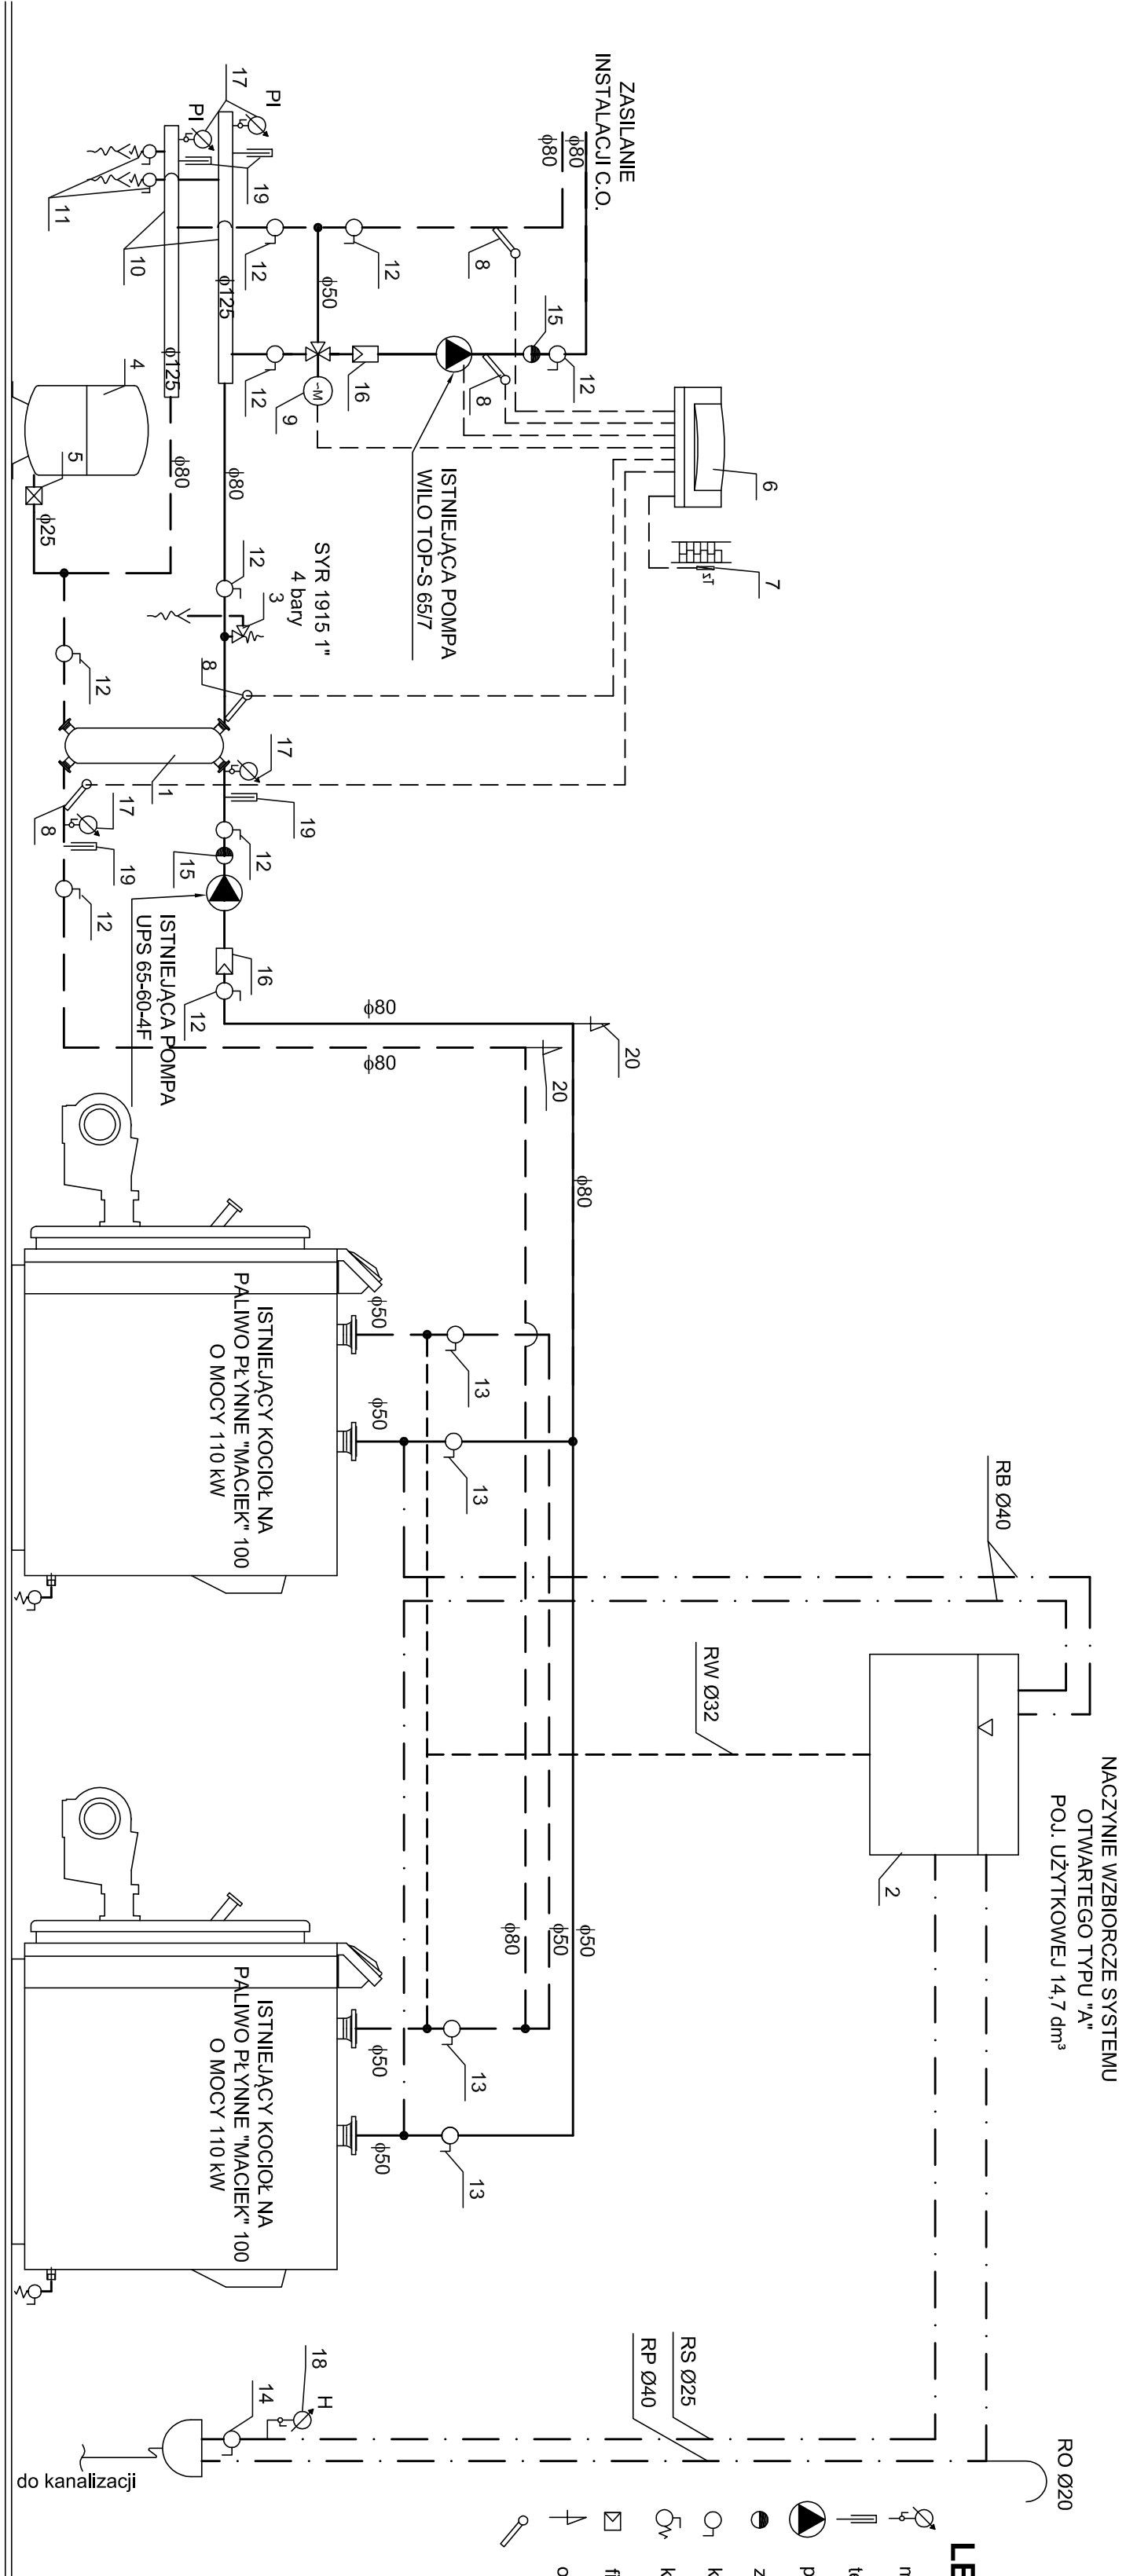 ZASILANIE
INSTALACJI C.O.
ϕ80
ϕ80
PI
PI
17
19
11
10
12
12
8
ϕ50
ϕ125
ϕ125
12
9
~M
16
15
8
12
6
7
TZ
ISTNIEJĄCA POMPA
WILO TOP-S 65/7
4
5
ϕ25
ϕ80
ϕ80
12
SYR 1915 1"
4 bary
3
12
8
1
17
19
8
17
19
12
15
12
16
12
ISTNIEJĄCA POMPA
UPS 65-60-4F
ϕ80
ϕ80
20
20
ϕ80
ϕ50
ϕ50
13
13
ISTNIEJĄCY KOCIOŁ NA
PALIWO PŁYNNE "MACIEK" 100
O MOCY 110 kW
RB Ø40
RW Ø32
NACZYNIE WZBIORCZE SYSTEMU
OTWARTEGO TYPU "A"
POJ. UŻYTKOWEJ 14,7 dm³
2
ϕ50
ϕ50
ϕ80
ϕ50
ϕ50
13
13
ISTNIEJĄCY KOCIOŁ NA
PALIWO PŁYNNE "MACIEK" 100
O MOCY 110 kW
RS Ø25
RP Ø40
RO Ø20
18
H
14
do kanalizacji
LE
m
te
p
z
k
k
fi
o